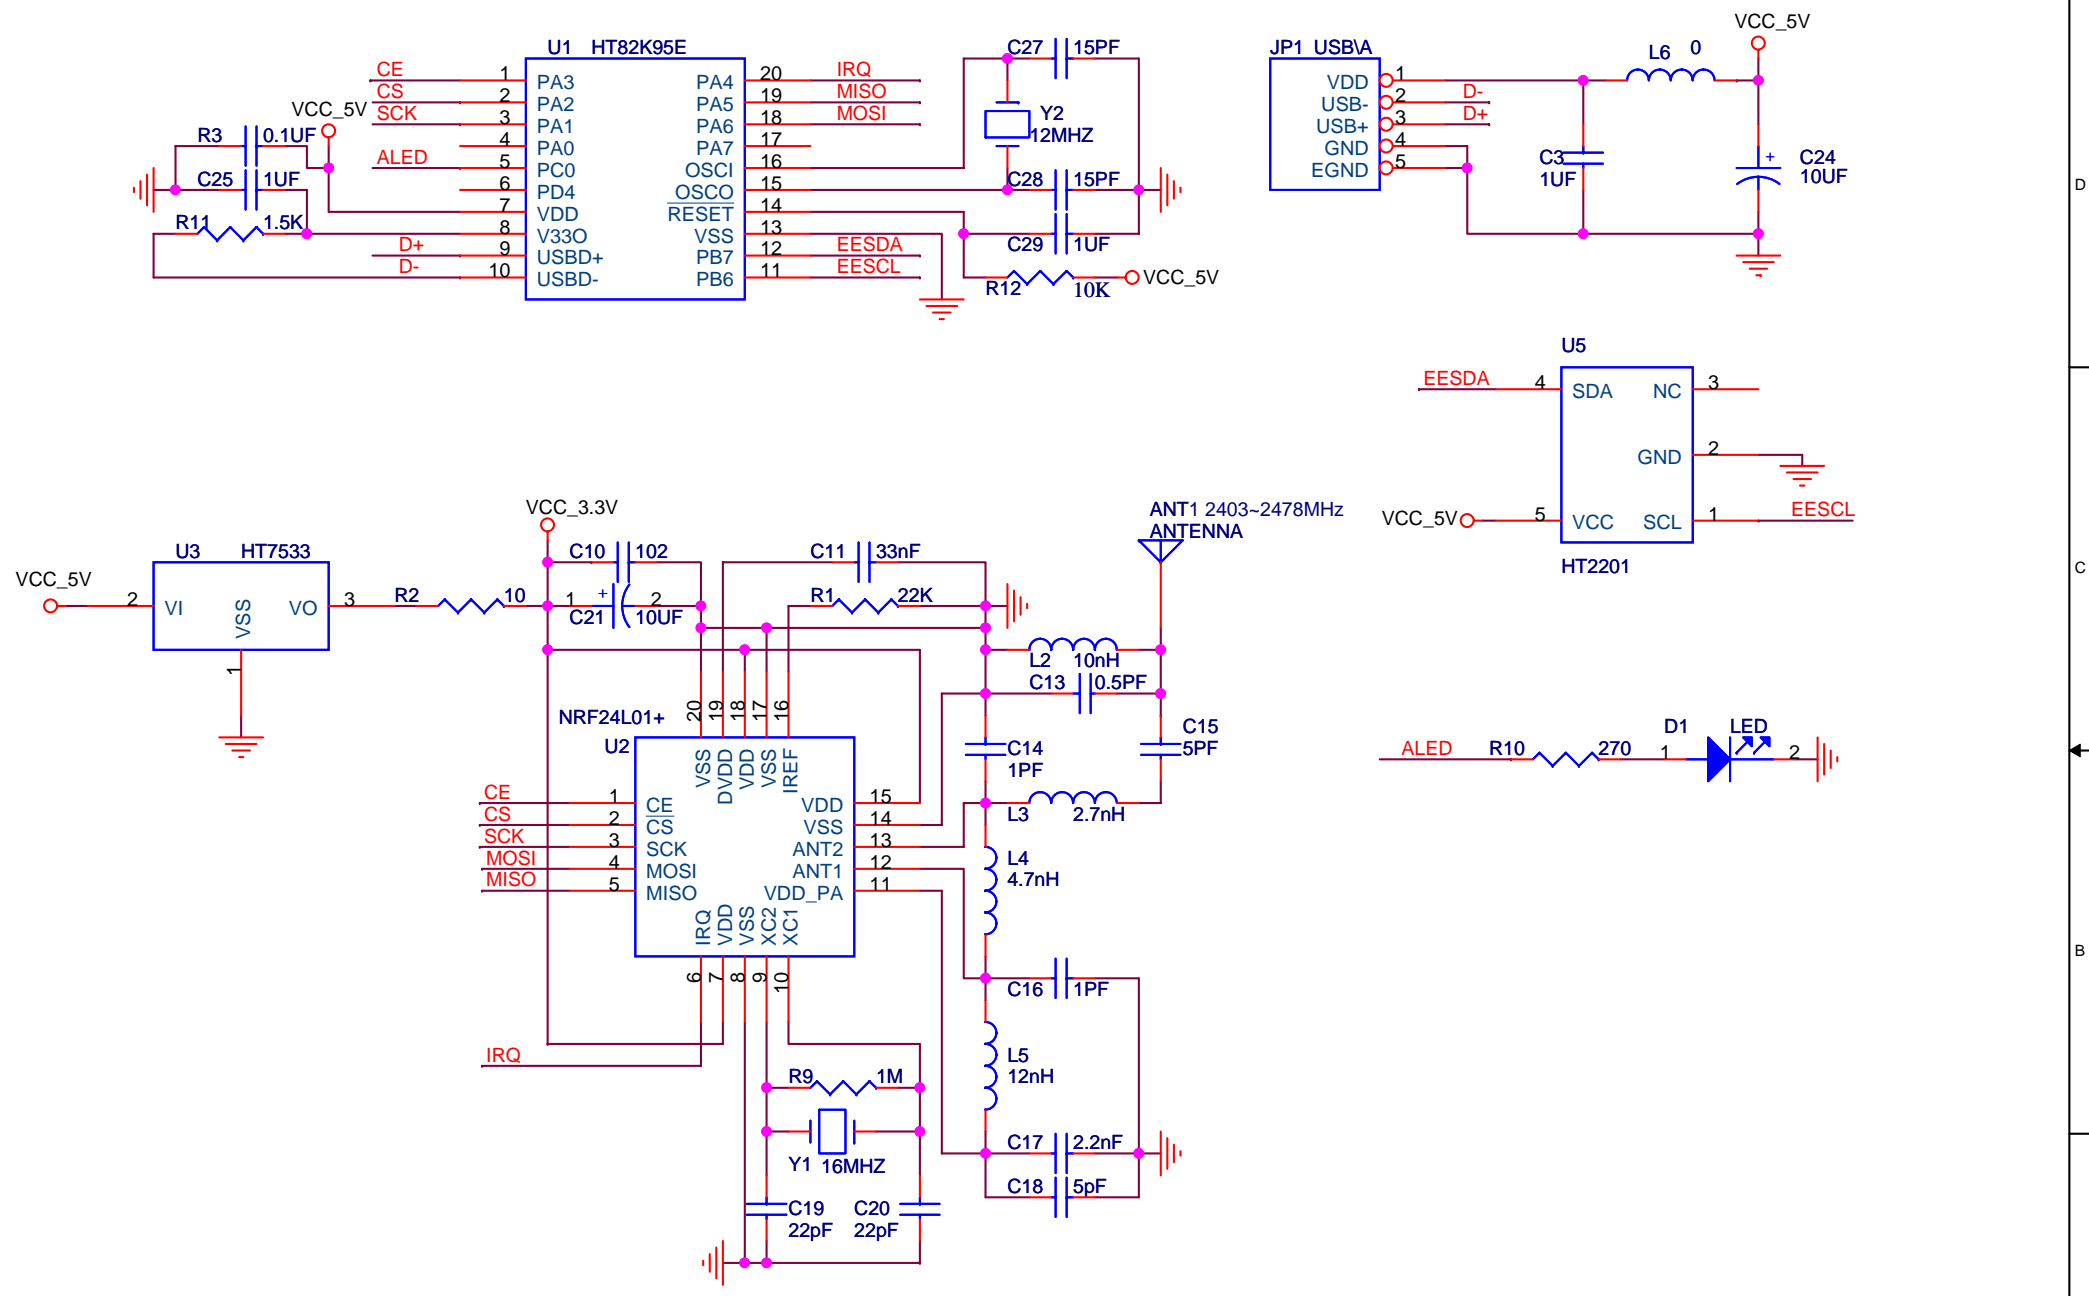 U1 HT82K95E
CE 1 PA3 PA4 20 IRQ
CS 2 PA2 PA5 19 MISO
SCK 3 PA1 PA6 18 MOSI
4 PA0 PA7 17
ALED 5 PC0 OSCI 16
6 PD4 OSCO 15
7 VDD RESET 14
8 V33O VSS 13
D+ 9 USBD+ PB7 12 EESDA
D- 10 USBD- PB6 11 EESCL
VCC_5V
R3 0.1UF
C25 1UF
R11 1.5K
C27 15PF
Y2
12MHZ
C28 15PF
C29 1UF
R12 10K VCC_5V
JP1 USB\A
VDD 1
USB- 2 D-
USB+ 3 D+
GND 4
EGND 5
L6 0
VCC_5V
C3
1UF
+
C24
10UF
D
U5
EESDA 4 SDA NC 3
GND 2
VCC_5V 5 VCC SCL 1 EESCL
HT2201
C
U3 HT7533
VCC_5V 2 VI VSS VO 3
1
R2 10
VCC_3.3V
C10 102
1 + 2
C21 10UF
C11 33nF
R1 22K
ANT1 2403~2478MHz
ANTENNA
L2 10nH
C13 0.5PF
C14
1PF
C15
5PF
L3 2.7nH
L4
4.7nH
NRF24L01+
U2
20 19 18 17 16
VSS DVDD VDD VSS IREF
CE 1 CE VDD 15
CS 2 CS VSS 14
SCK 3 SCK ANT2 13
MOSI 4 MOSI ANT1 12
MISO 5 MISO VDD_PA 11
IRQ VDD VSS XC2 XC1
6 7 8 9 10
IRQ
R9 1M
Y1 16MHZ
C19
22pF
C20
22pF
C16 1PF
L5
12nH
C17 2.2nF
C18 5pF
ALED R10 270 1 D1 LED 2
B